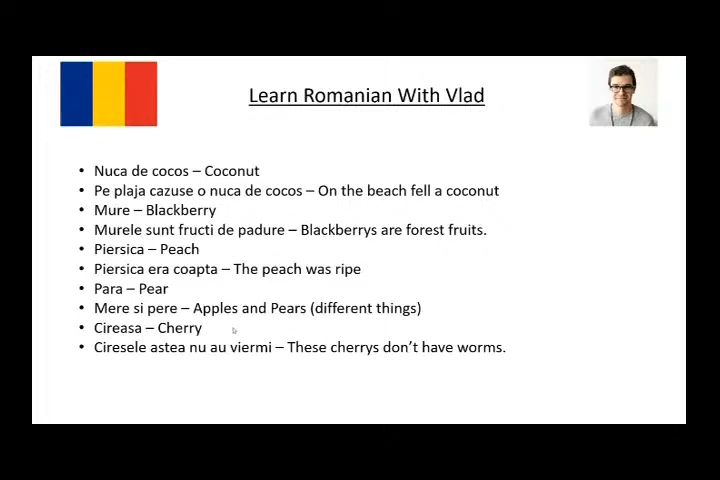 Learn Romanian With Vlad
• Nuca de cocos – Coconut
• Pe plaja cazuse o nuca de cocos – On the beach fell a coconut
• Mure – Blackberry
• Murele sunt fructi de padure – Blackberrys are forest fruits.
• Piersica – Peach
• Piersica era coapta – The peach was ripe
• Para – Pear
• Mere si pere – Apples and Pears (different things)
• Cireasa – Cherry
• Ciresele astea nu au viermi – These cherrys don’t have worms.